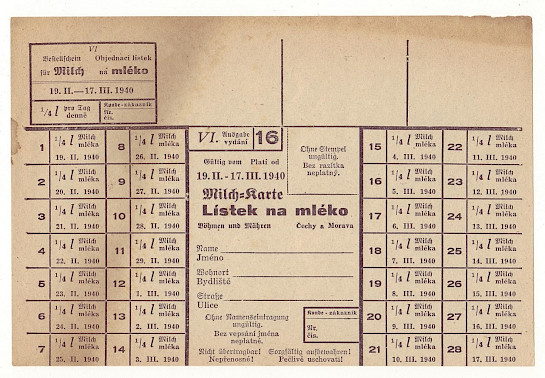 VI
Bestellschein Objednací lístek
für Milch na mléko
19. II.—17. III. 1940
1/4 l pro Tag
denně
Kunde - zákazník
Nr.
čís.
1 1/4 l Milch
mléka
19. II. 1940
2 1/4 l Milch
mléka
20. II. 1940
3 1/4 l Milch
mléka
21. II. 1940
4 1/4 l Milch
mléka
22. II. 1940
5 1/4 l Milch
mléka
23. II. 1940
6 1/4 l Milch
mléka
24. II. 1940
7 1/4 l Milch
mléka
25. II. 1940
8 1/4 l Milch
mléka
26. II. 1940
9 1/4 l Milch
mléka
27. II. 1940
10 1/4 l Milch
mléka
28. II. 1940
11 1/4 l Milch
mléka
29. II. 1940
12 1/4 l Milch
mléka
1. III. 1940
13 1/4 l Milch
mléka
2. III. 1940
14 1/4 l Milch
mléka
3. III. 1940
VI. Ausgabe
vydání 16
Ohne Stempel
ungültig.
Bez razítka
neplatný.
Gültig vom Platí od
19. II. - 17. III. 1940
Milch-Karte
Lístek na mléko
Böhmen und Mähren Čechy a Morava
Name
Jméno
Wohnort
Bydliště
Straße
Ulice
Ohne Namenseintragung
ungültig.
Bez vepsání jména
neplatné.
Kunde - zákazník
Nr.
čís.
Nicht übertragbar! Sorgfältig aufbewahren!
Nepřenosné! Pečlivě uschovati!
15 1/4 l Milch
mléka
4. III. 1940
16 1/4 l Milch
mléka
5. III. 1940
17 1/4 l Milch
mléka
6. III. 1940
18 1/4 l Milch
mléka
7. III. 1940
19 1/4 l Milch
mléka
8. III. 1940
20 1/4 l Milch
mléka
9. III. 1940
21 1/4 l Milch
mléka
10. III. 1940
22 1/4 l Milch
mléka
11. III. 1940
23 1/4 l Milch
mléka
12. III. 1940
24 1/4 l Milch
mléka
13. III. 1940
25 1/4 l Milch
mléka
14. III. 1940
26 1/4 l Milch
mléka
15. III. 1940
27 1/4 l Milch
mléka
16. III. 1940
28 1/4 l Milch
mléka
17. III. 1940